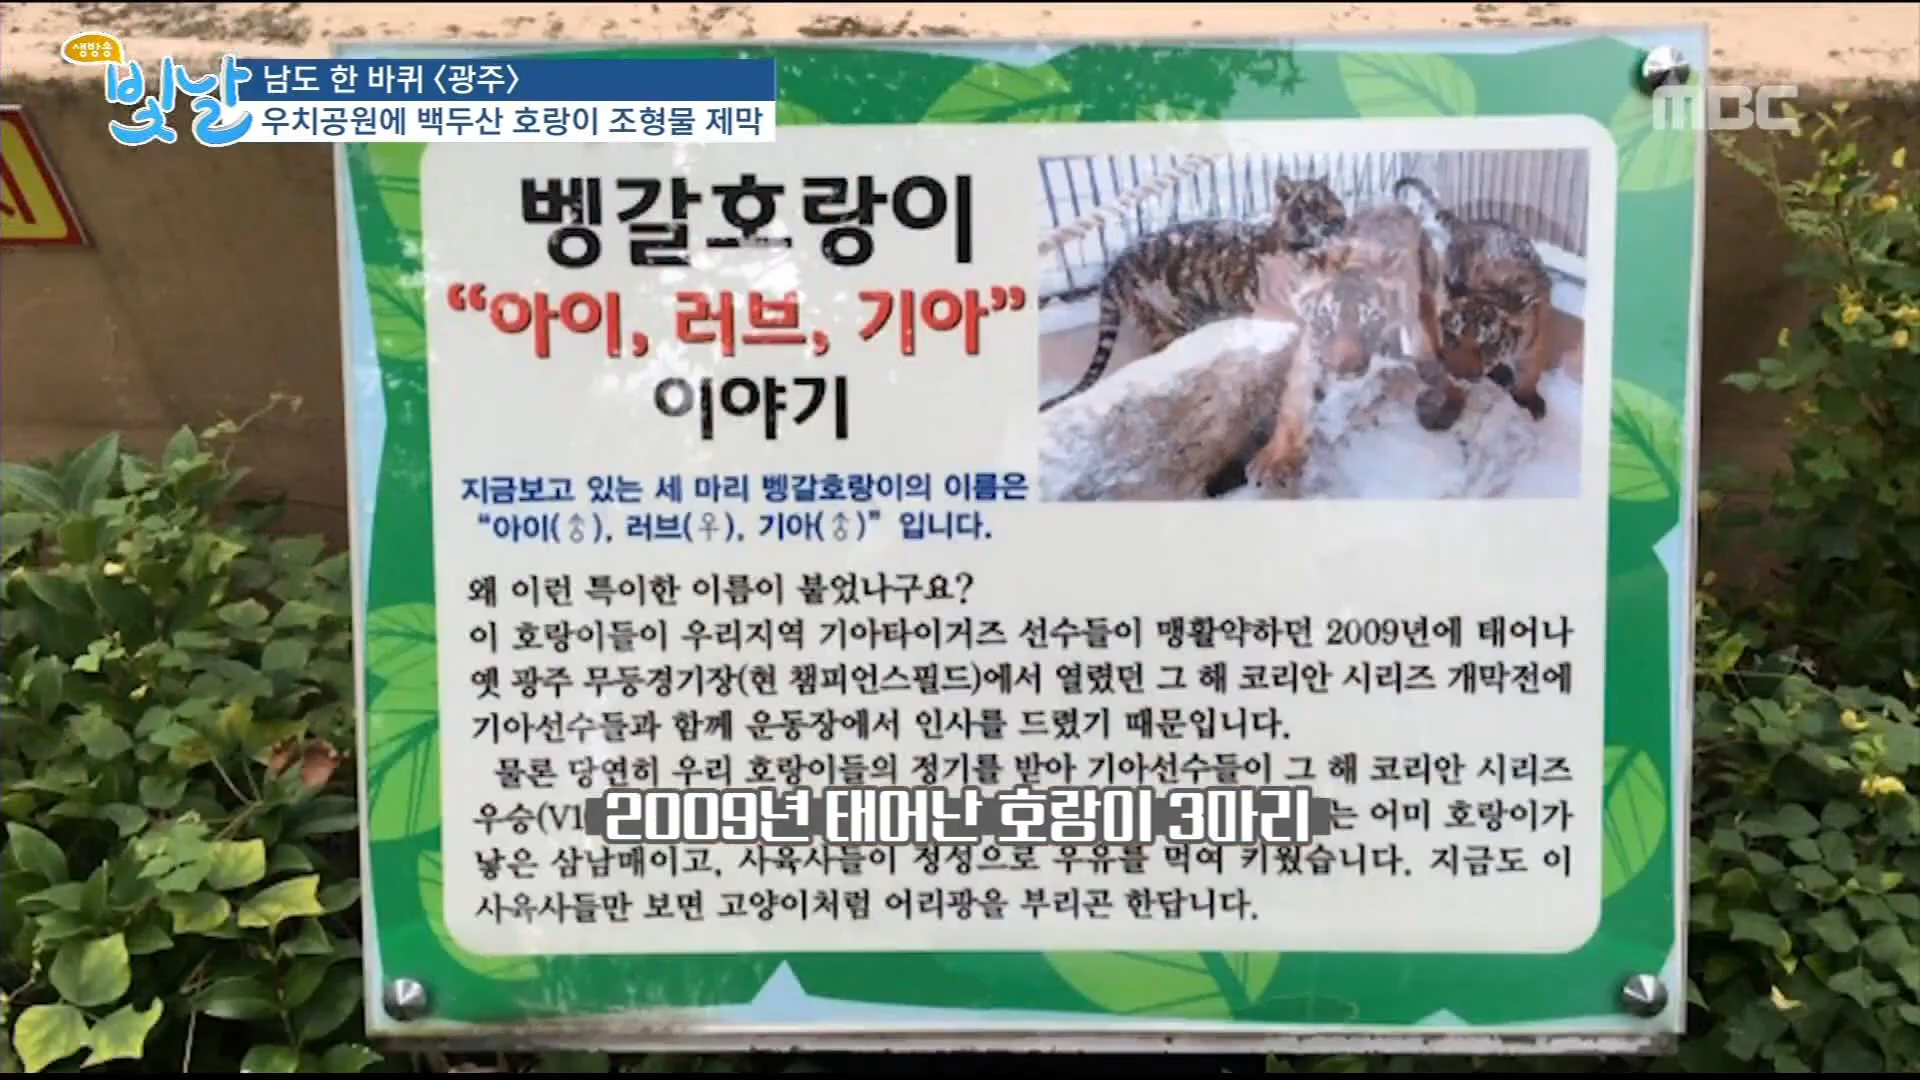 생방송
빛날
남도 한 바퀴 <광주>
우치공원에 백두산 호랑이 조형물 제막
MBC
벵갈호랑이
“아이, 러브, 기아”
이야기
지금보고 있는 세 마리 벵갈호랑이의 이름은
“아이(♂), 러브(♀), 기아(♂)” 입니다.
왜 이런 특이한 이름이 붙었나구요?
이 호랑이들이 우리지역 기아타이거즈 선수들이 맹활약하던 2009년에 태어나
옛 광주 무등경기장(현 챔피언스필드)에서 열렸던 그 해 코리안 시리즈 개막전에
기아선수들과 함께 운동장에서 인사를 드렸기 때문입니다.
물론 당연히 우리 호랑이들의 정기를 받아 기아선수들이 그 해 코리안 시리즈
우승(V1 는 어미 호랑이가
2009년 태어난 호랑이 3마리
낳은 삼남매이고, 사육사들이 정성으로 우유를 먹여 키웠습니다. 지금도 이
사육사들만 보면 고양이처럼 어리광을 부리곤 한답니다.